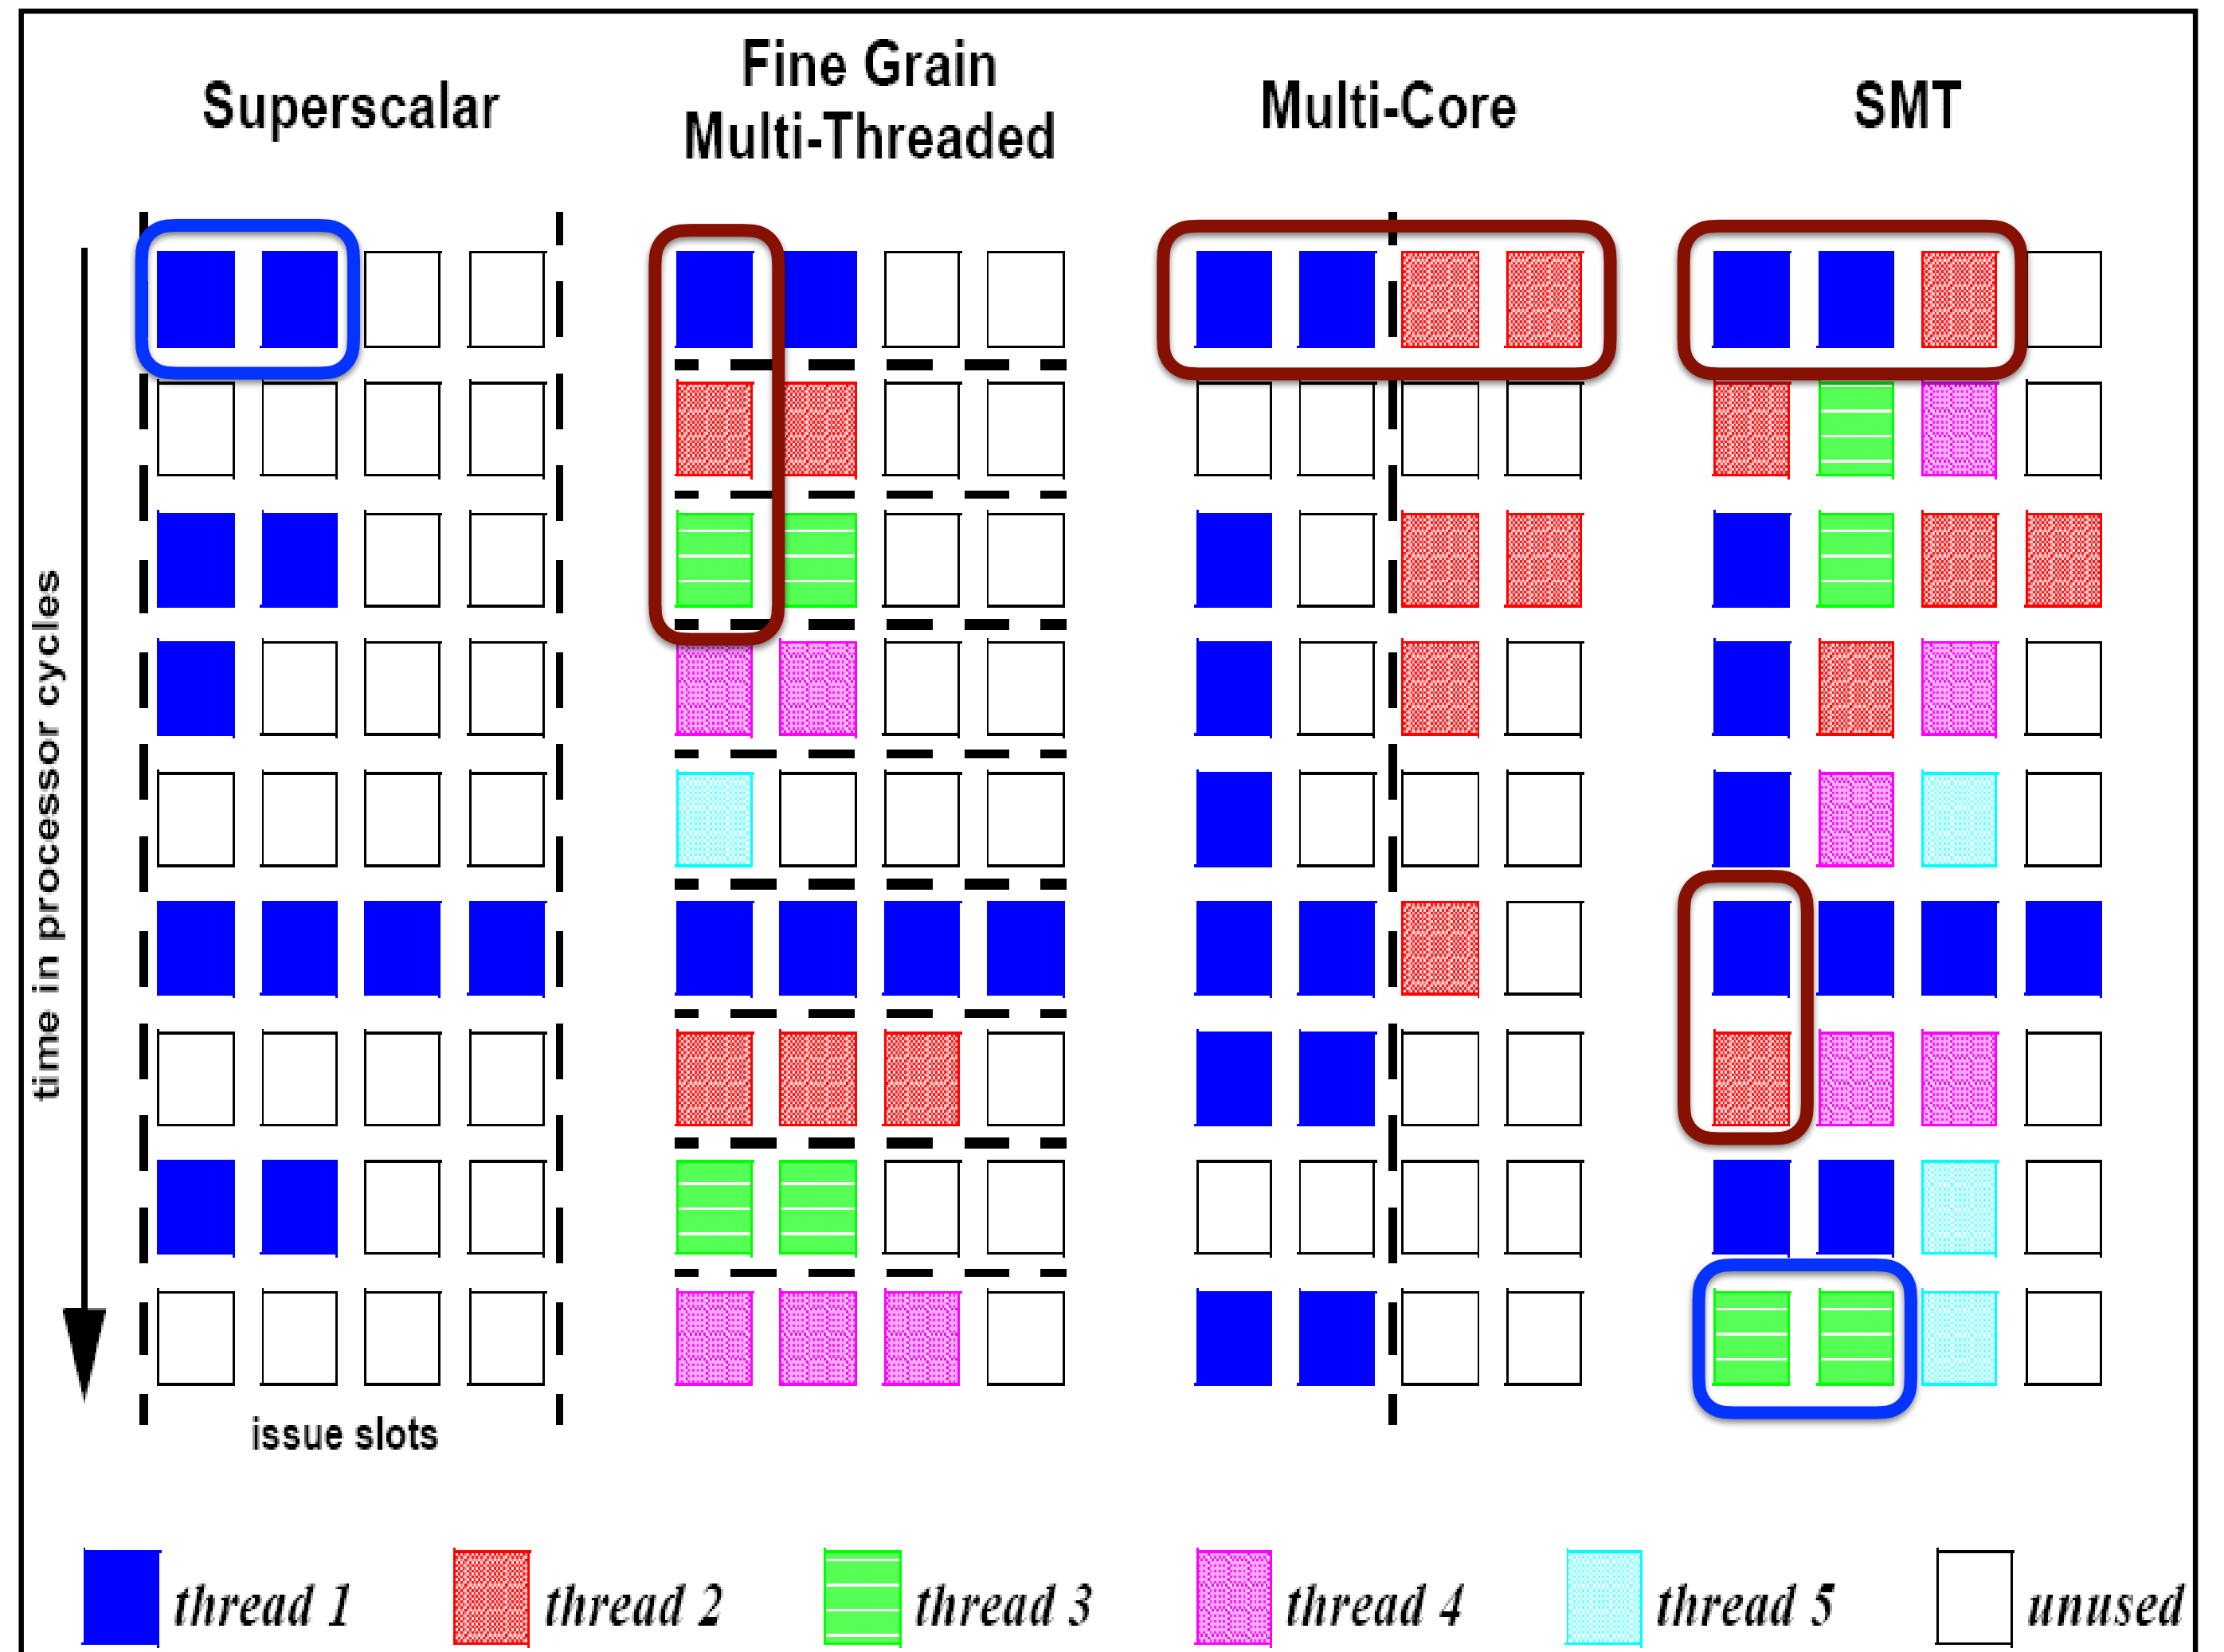 Superscalar
Fine Grain
Multi-Threaded
Multi-Core
SMT
time in processor cycles
issue slots
thread 1
thread 2
thread 3
thread 4
thread 5
unused